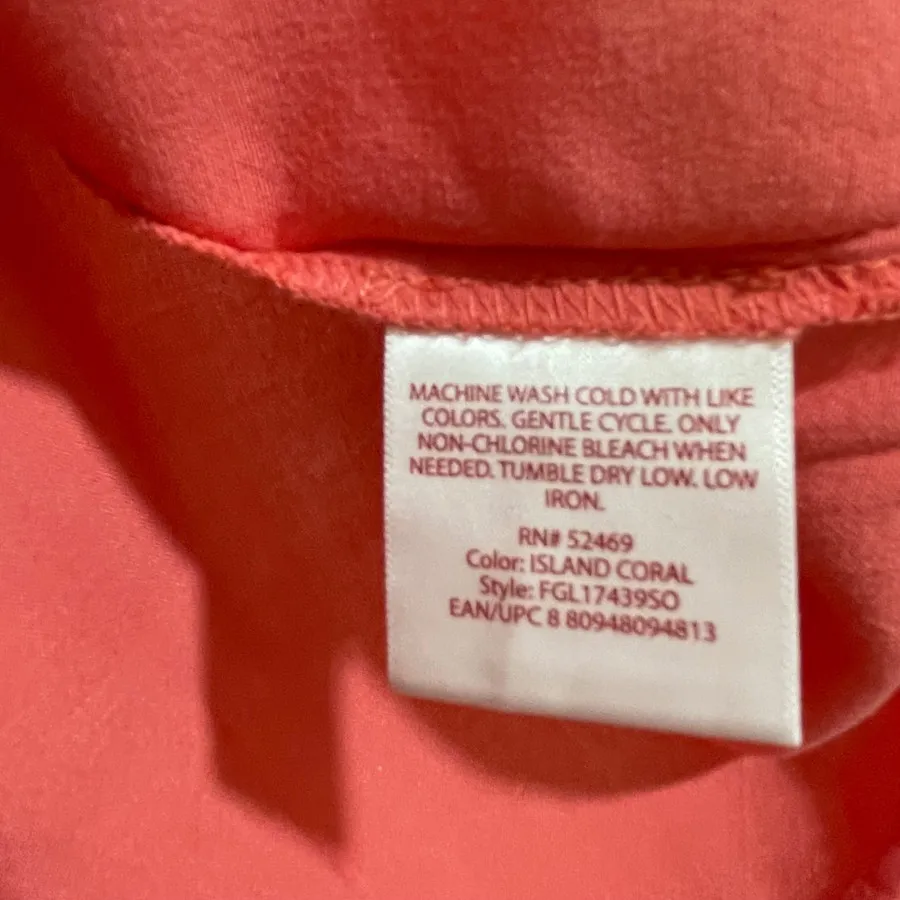 MACHINE WASH COLD WITH LIKE
COLORS. GENTLE CYCLE. ONLY
NON-CHLORINE BLEACH WHEN
NEEDED. TUMBLE DRY LOW. LOW
IRON.
RN# 52469
Color: ISLAND CORAL
Style: FGL17439SO
EAN/UPC 8 80948094813